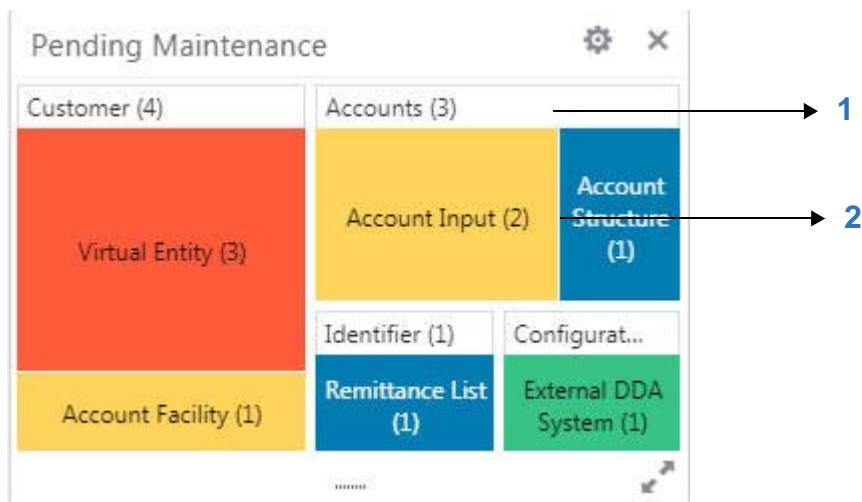 Pending Maintenance
Customer (4)
Accounts (3)
1
Virtual Entity (3)
Account Input (2)
Account
Structure
(1)
2
Account Facility (1)
Identifier (1)
Remittance List
(1)
Configurat...
External DDA
System (1)